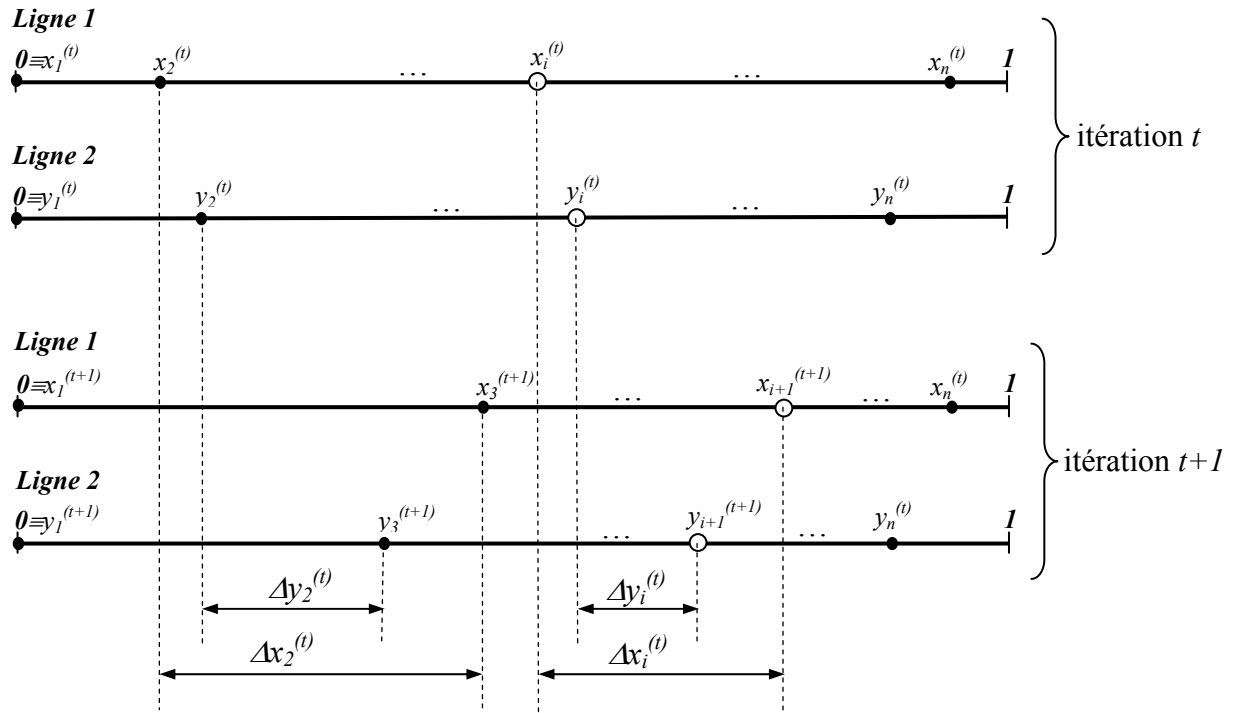 Ligne 1
0≡x₁⁽ᵗ⁾ x₂⁽ᵗ⁾ ... xᵢ⁽ᵗ⁾ ... xₙ⁽ᵗ⁾ 1
itération t
Ligne 2
0≡y₁⁽ᵗ⁾ y₂⁽ᵗ⁾ ... yᵢ⁽ᵗ⁾ ... yₙ⁽ᵗ⁾ 1
Ligne 1
0≡x₁⁽ᵗ⁺¹⁾ x₃⁽ᵗ⁺¹⁾ ... xᵢ₊₁⁽ᵗ⁺¹⁾ ... xₙ⁽ᵗ⁾ 1
itération t+1
Ligne 2
0≡y₁⁽ᵗ⁺¹⁾ y₃⁽ᵗ⁺¹⁾ ... yᵢ₊₁⁽ᵗ⁺¹⁾ ... yₙ⁽ᵗ⁾ 1
Δy₂⁽ᵗ⁾ Δyᵢ⁽ᵗ⁾
Δx₂⁽ᵗ⁾ Δxᵢ⁽ᵗ⁾